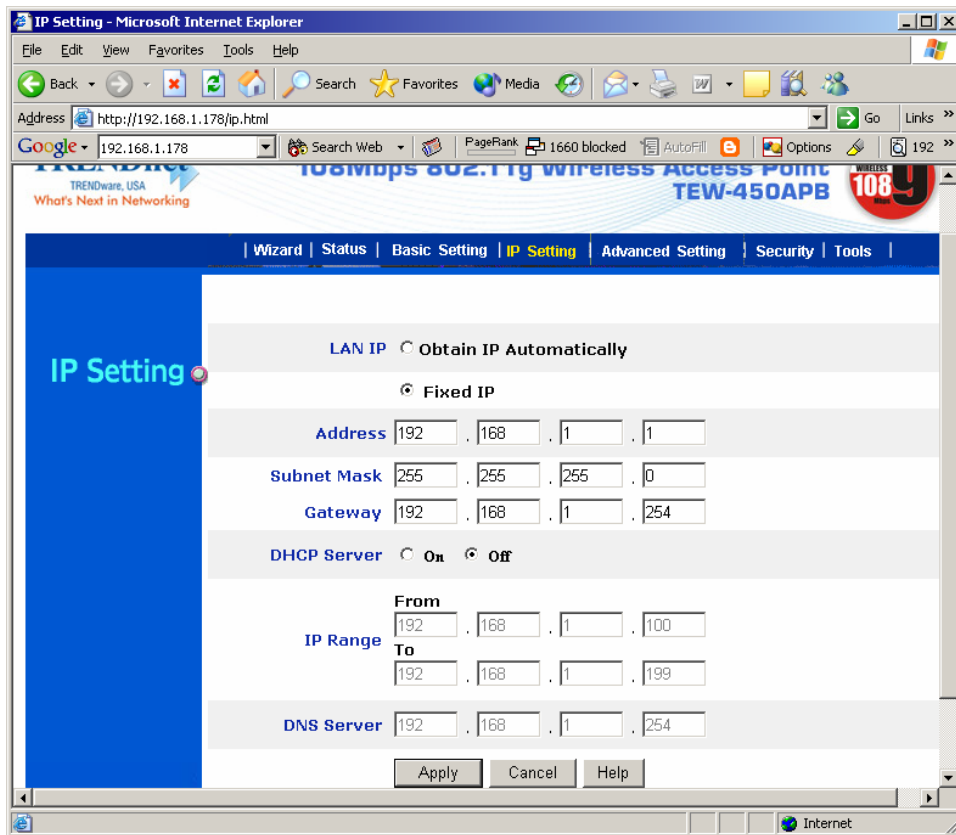 IP Setting - Microsoft Internet Explorer
File Edit View Favorites Tools Help
Back Search Favorites Media W
Address http://192.168.1.178/ip.html Go Links »
Google 192.168.1.178 Search Web PageRank 1660 blocked AutoFill Options 192 »
TRENDnet
108Mbps 802.11g Wireless Access Point
TRENDware, USA
What's Next in Networking
TEW-450APB
WIRELESS
108 g
Mbps
| Wizard | Status | Basic Setting | IP Setting | Advanced Setting | Security | Tools |
IP Setting
LAN IP Obtain IP Automatically
Fixed IP
Address 192 . 168 . 1 . 1
Subnet Mask 255 . 255 . 255 . 0
Gateway 192 . 168 . 1 . 254
DHCP Server On Off
IP Range
From
192 . 168 . 1 . 100
To
192 . 168 . 1 . 199
DNS Server 192 . 168 . 1 . 254
Apply Cancel Help
Internet